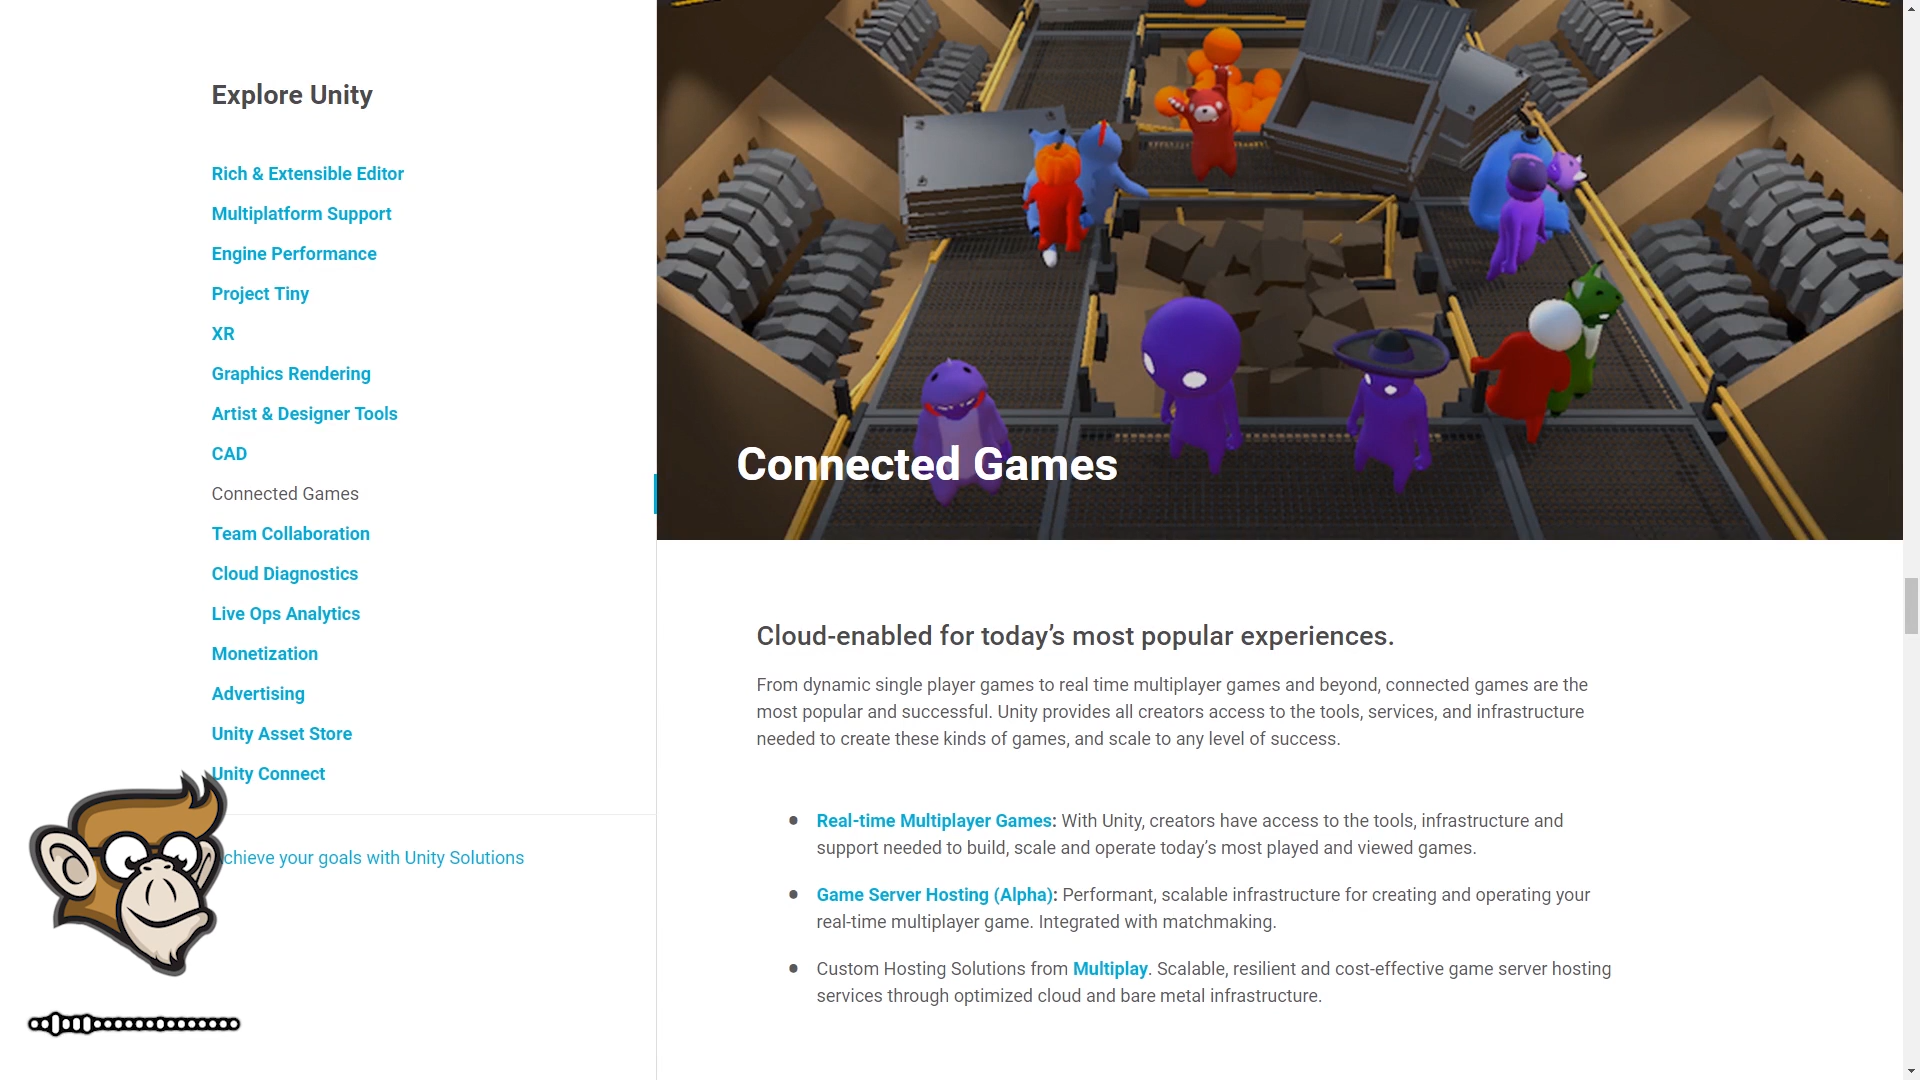 Explore Unity
Rich & Extensible Editor
Multiplatform Support
Engine Performance
Project Tiny
XR
Graphics Rendering
Artist & Designer Tools
CAD
Connected Games
Team Collaboration
Cloud Diagnostics
Live Ops Analytics
Monetization
Advertising
Unity Asset Store
Unity Connect
chieve your goals with Unity Solutions
Connected Games
Cloud-enabled for today’s most popular experiences.
From dynamic single player games to real time multiplayer games and beyond, connected games are the
most popular and successful. Unity provides all creators access to the tools, services, and infrastructure
needed to create these kinds of games, and scale to any level of success.
• Real-time Multiplayer Games: With Unity, creators have access to the tools, infrastructure and
support needed to build, scale and operate today’s most played and viewed games.
• Game Server Hosting (Alpha): Performant, scalable infrastructure for creating and operating your
real-time multiplayer game. Integrated with matchmaking.
• Custom Hosting Solutions from Multiplay. Scalable, resilient and cost-effective game server hosting
services through optimized cloud and bare metal infrastructure.